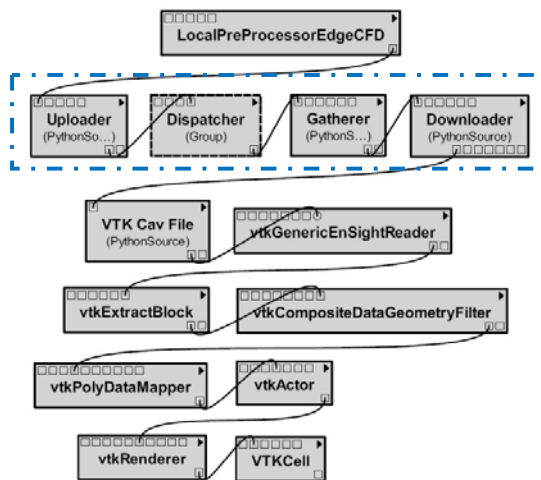 LocalPreProcessorEdgeCFD
Uploader
(PythonSo...)
Dispatcher
(Group)
Gatherer
(PythonS...)
Downloader
(PythonSource)
VTK Cav File
(PythonSource)
vtkGenericEnSightReader
vtkExtractBlock
vtkCompositeDataGeometryFilter
vtkPolyDataMapper
vtkActor
vtkRenderer
VTKCell